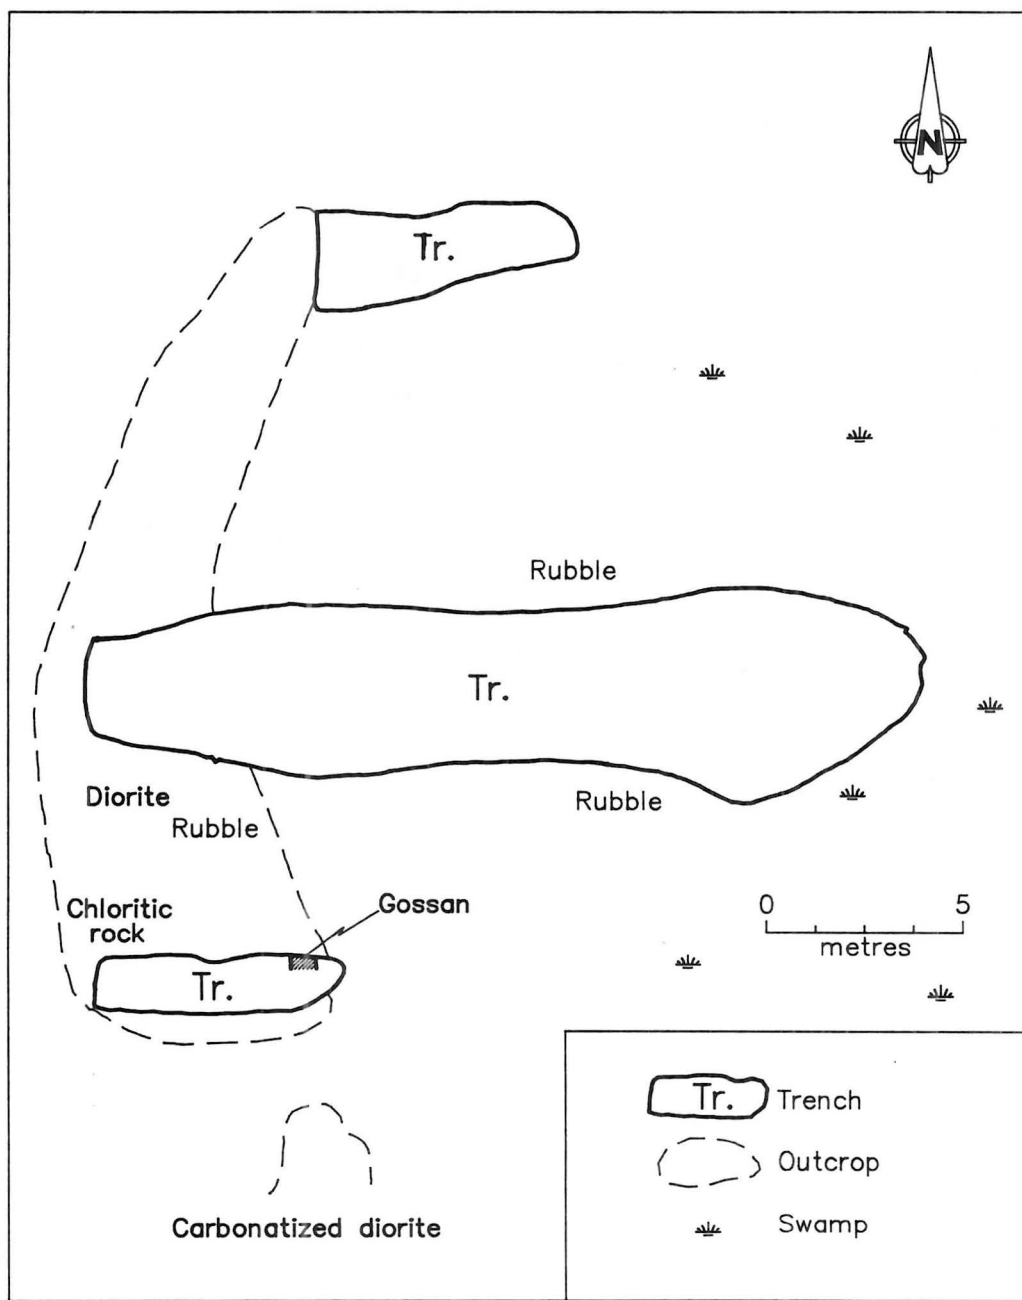 N
Tr.
Rubble
Tr.
Diorite
Rubble
Rubble
Chloritic
rock
Gossan
0 5
metres
Tr.
Tr. Trench
Outcrop
Swamp
Carbonatized diorite